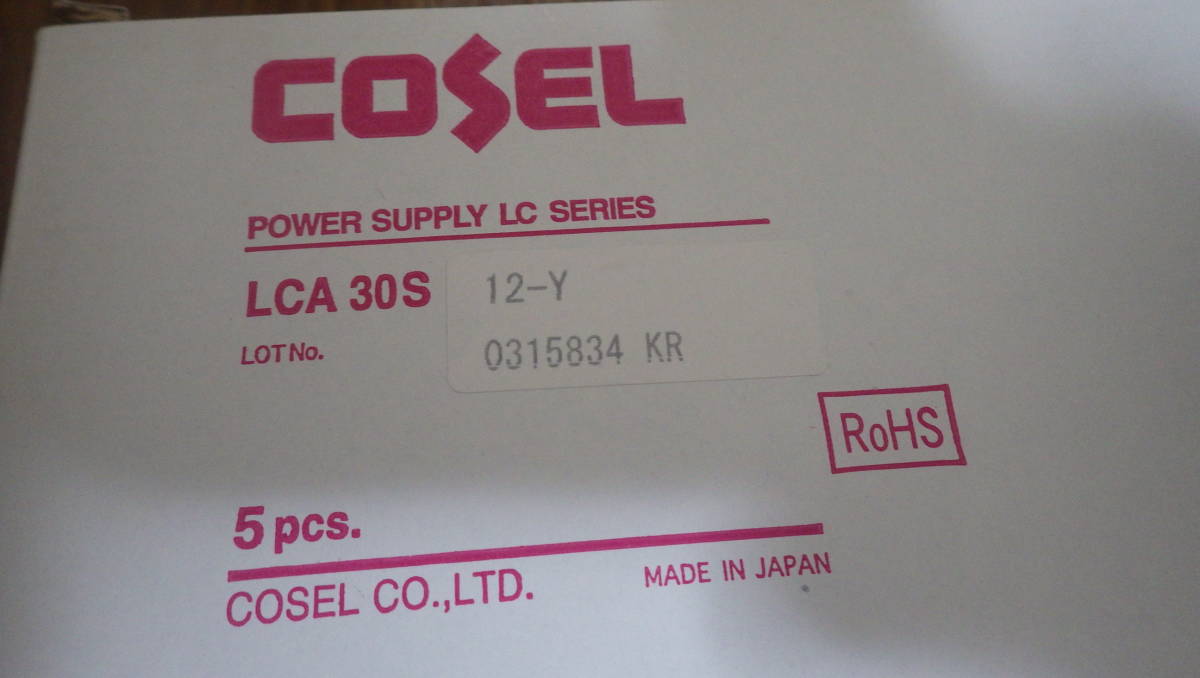 COSEL
POWER SUPPLY LC SERIES
LCA 30S 12-Y
LOT No. 0315834 KR
RoHS
5 pcs.
COSEL CO.,LTD. MADE IN JAPAN